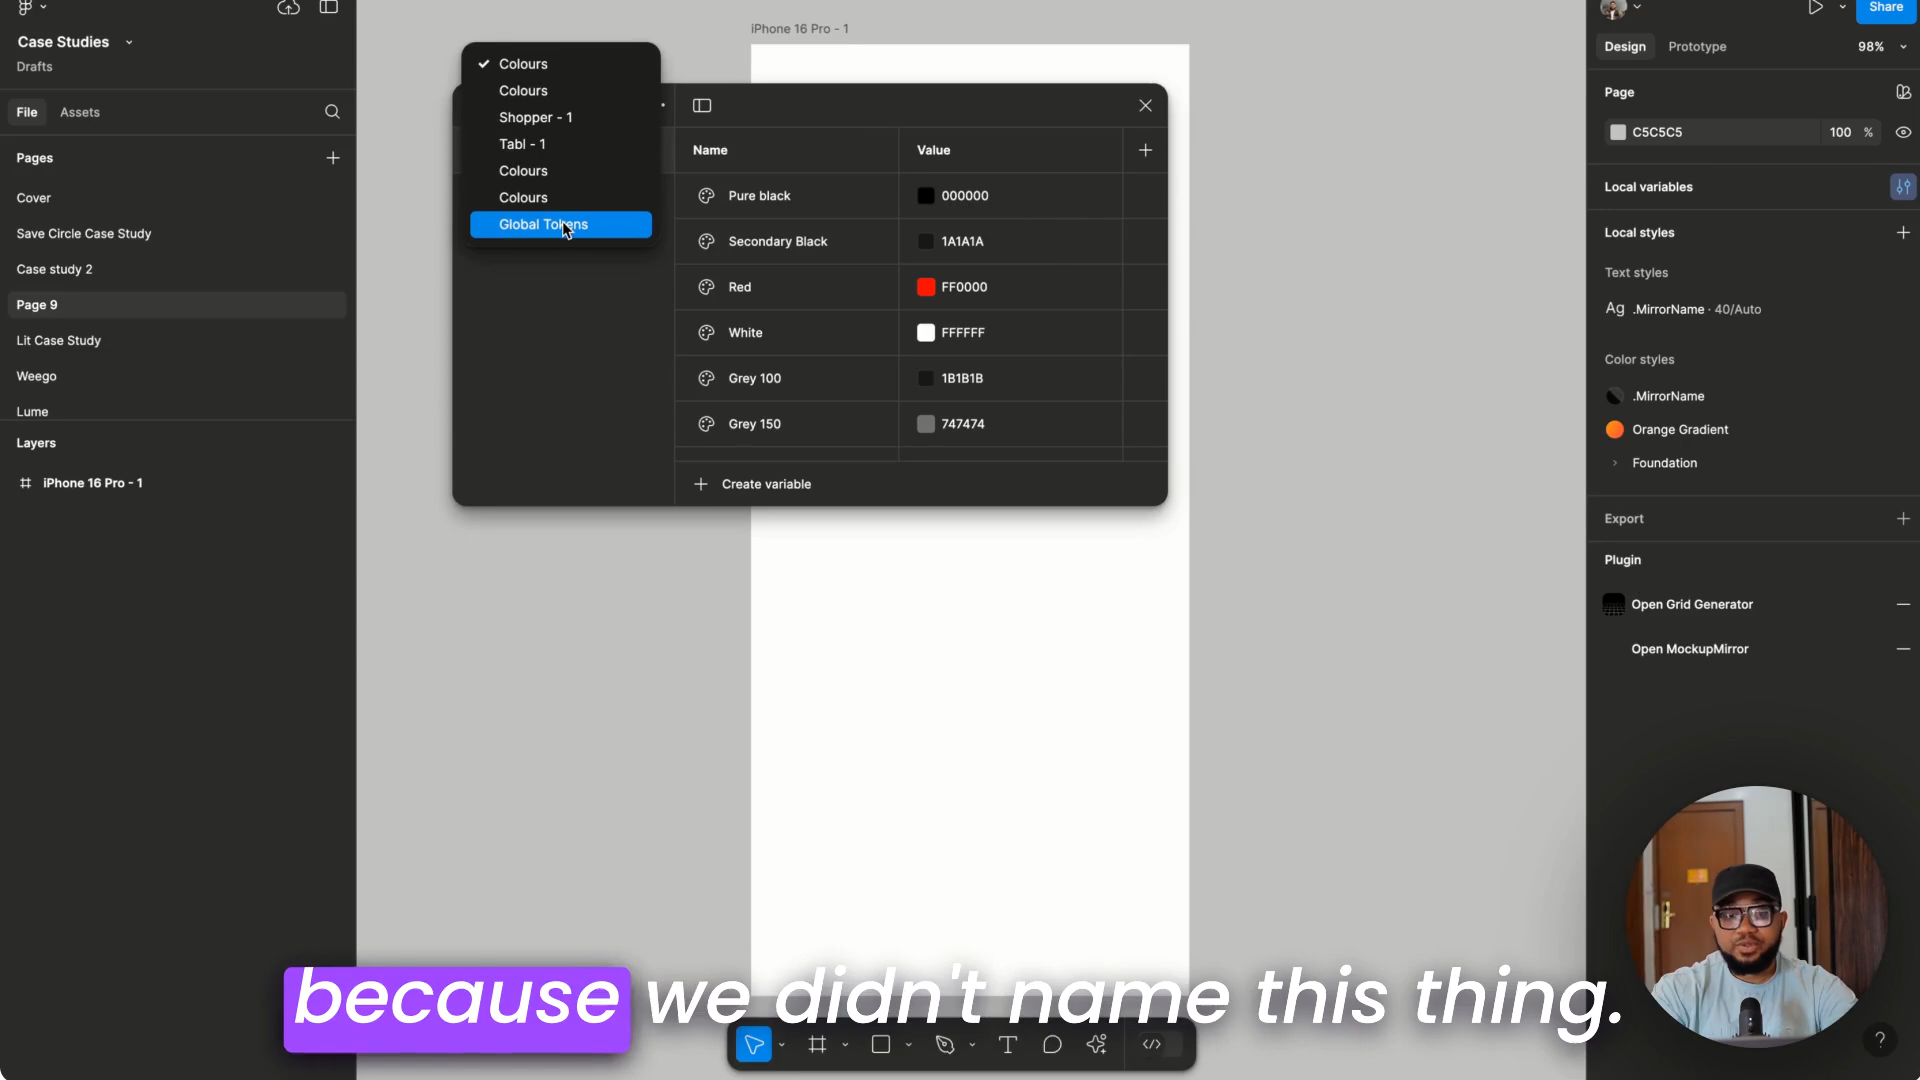 Case Studies
Drafts
File
Assets
Pages
Cover
Save Circle Case Study
Case study 2
Page 9
Lit Case Study
Weego
Lume
Layers
iPhone 16 Pro - 1
iPhone 16 Pro - 1
Colours
Colours
Shopper - 1
Tabl - 1
Colours
Colours
Global Tokens
Name
Value
Pure black
000000
Secondary Black
1A1A1A
Red
FF0000
White
FFFFFF
Grey 100
1B1B1B
Grey 150
747474
Create variable
because we didn't name this thing.
Share
Design
Prototype
98%
Page
C5C5C5
100
%
Local variables
Local styles
Text styles
Ag .MirrorName · 40/Auto
Color styles
.MirrorName
Orange Gradient
Foundation
Export
Plugin
Open Grid Generator
Open MockupMirror
?